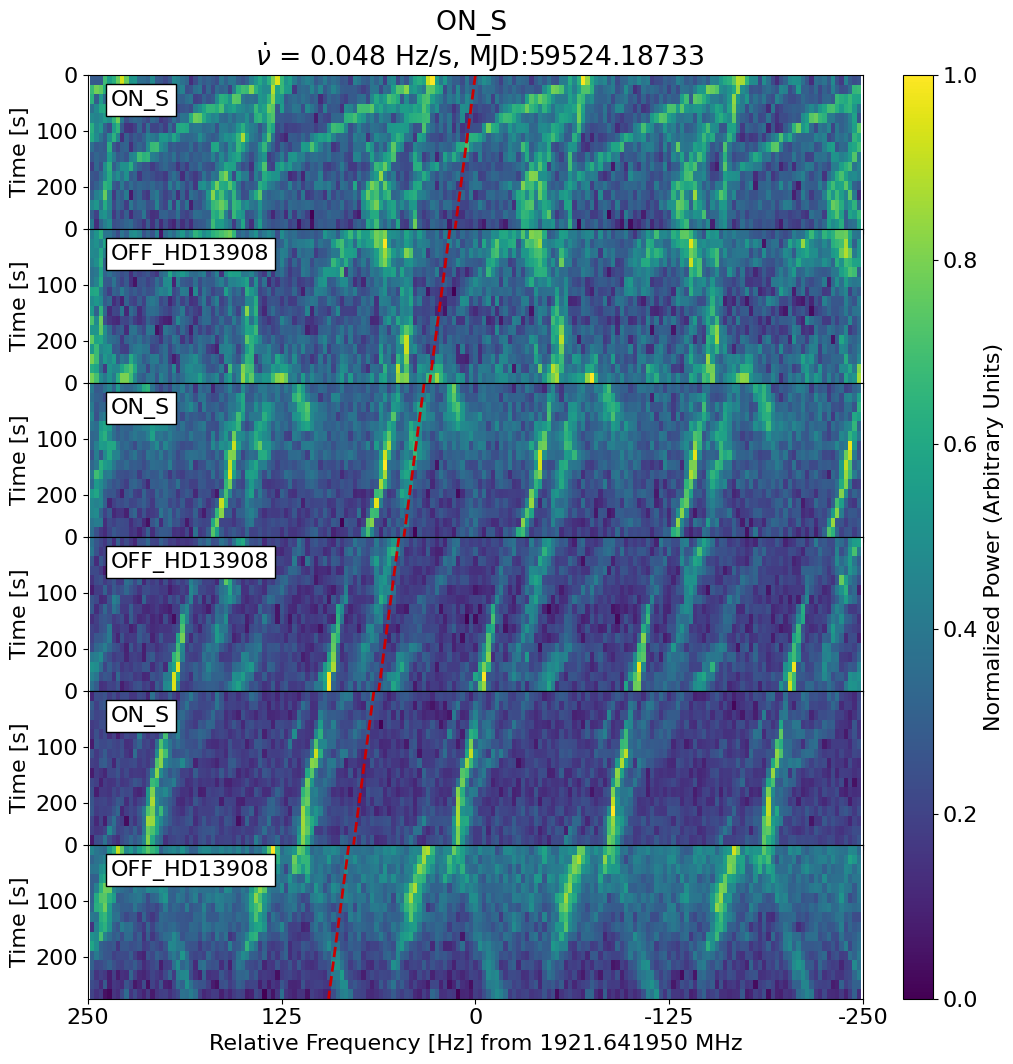 ON_S
ν̇ = 0.048 Hz/s, MJD:59524.18733
0
100
200
Time [s]
ON_S
0
100
200
Time [s]
OFF_HD13908
0
100
200
Time [s]
ON_S
0
100
200
Time [s]
OFF_HD13908
0
100
200
Time [s]
ON_S
0
100
200
Time [s]
OFF_HD13908
250
125
0
-125
-250
Relative Frequency [Hz] from 1921.641950 MHz
1.0
0.8
0.6
0.4
0.2
0.0
Normalized Power (Arbitrary Units)